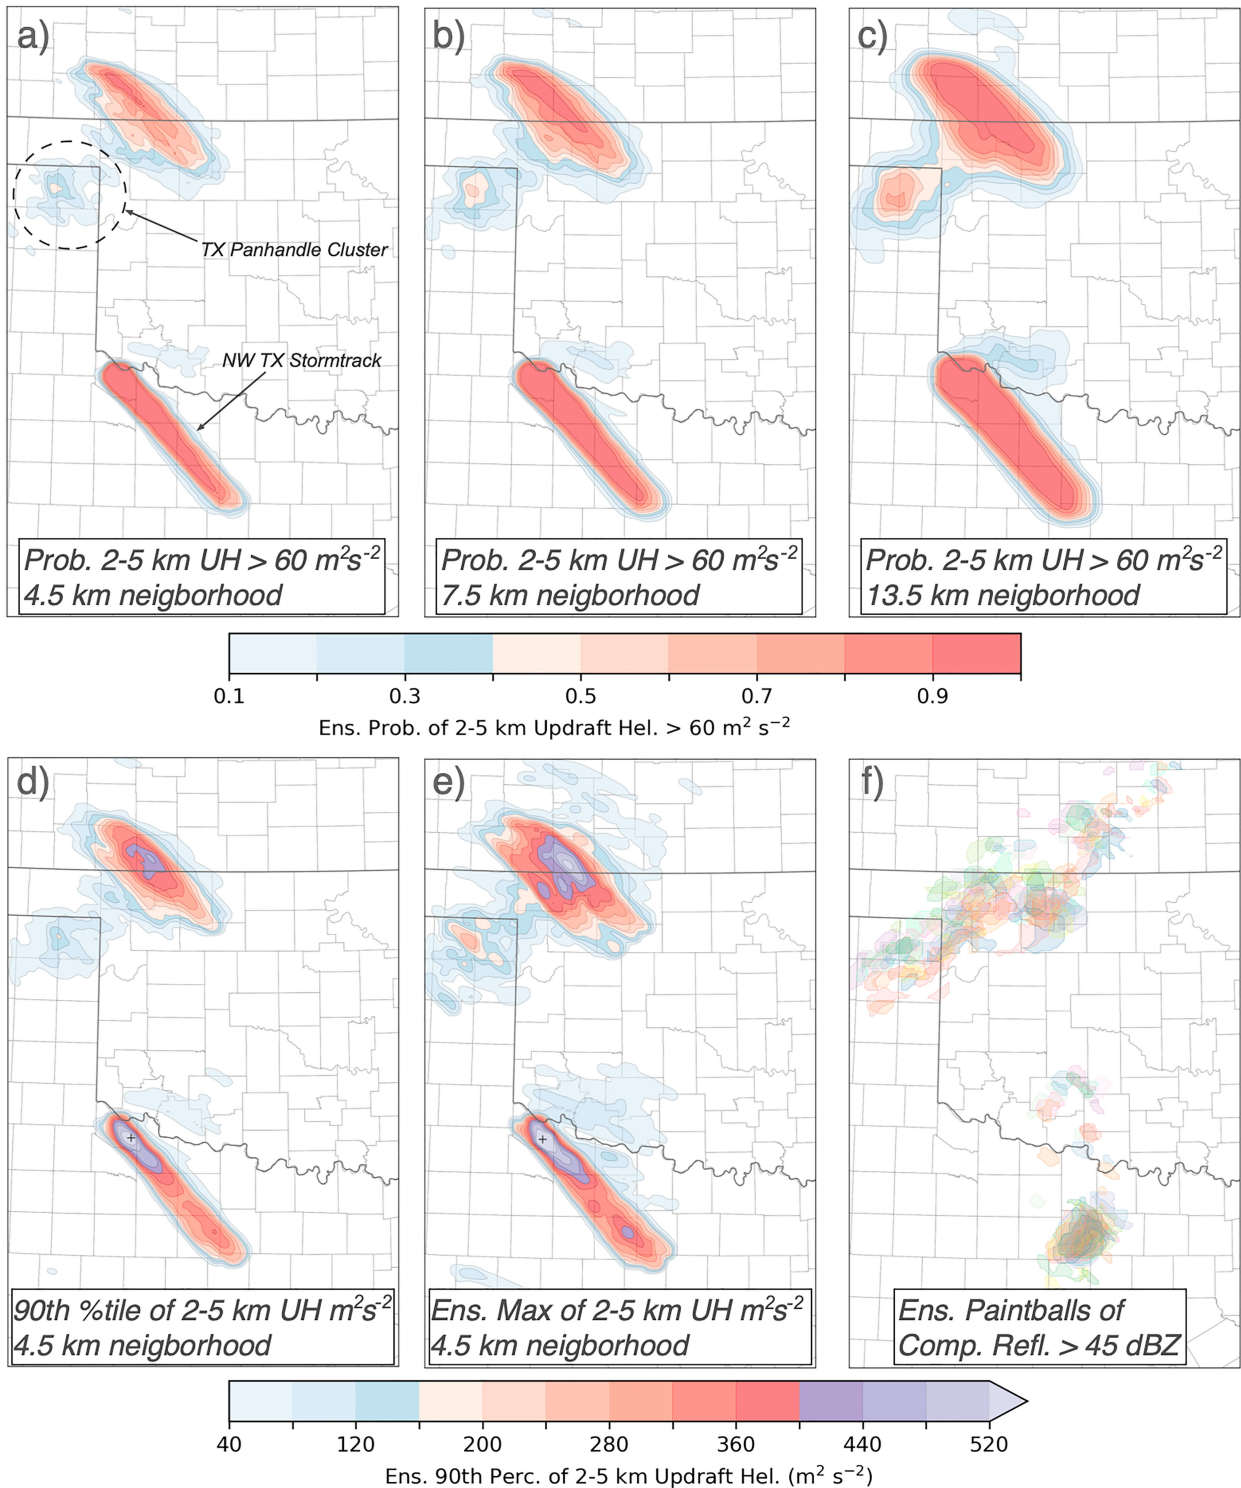 a)
b)
c)
TX Panhandle Cluster
NW TX Stormtrack
Prob. 2-5 km UH > 60 m²s⁻²
4.5 km neigborhood
Prob. 2-5 km UH > 60 m²s⁻²
7.5 km neigborhood
Prob. 2-5 km UH > 60 m²s⁻²
13.5 km neigborhood
0.1 0.3 0.5 0.7 0.9
Ens. Prob. of 2-5 km Updraft Hel. > 60 m² s⁻²
d)
e)
f)
90th %tile of 2-5 km UH m²s⁻²
4.5 km neigborhood
Ens. Max of 2-5 km UH m²s⁻²
4.5 km neigborhood
Ens. Paintballs of
Comp. Refl. > 45 dBZ
40 120 200 280 360 440 520
Ens. 90th Perc. of 2-5 km Updraft Hel. (m² s⁻²)